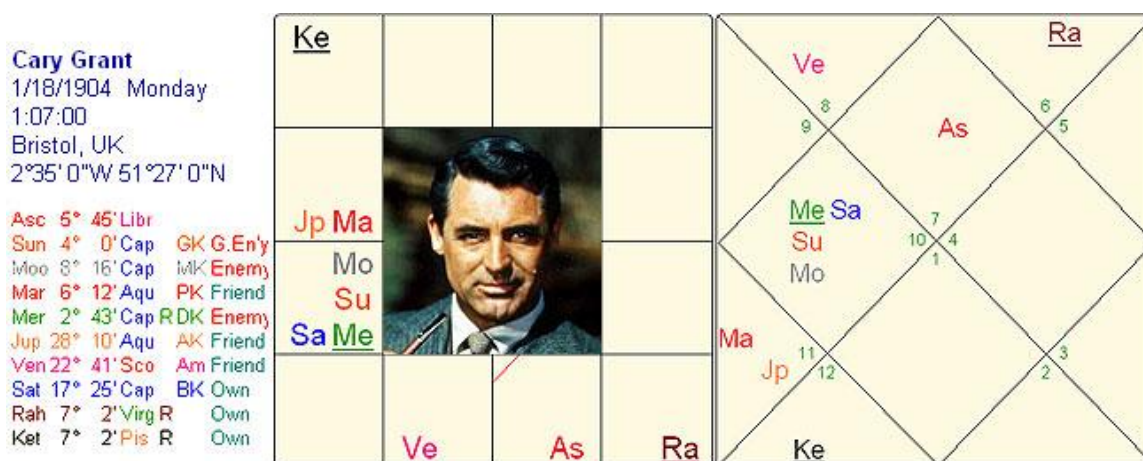 Cary Grant
1/18/1904 Monday
1:07:00
Bristol, UK
2°35' 0"W 51°27' 0"N
Asc 5° 45' Libr
Sun 4° 0' Cap GK G.En'y
Moo 8° 16' Cap MK Enemy
Mar 6° 12' Aqu PK Friend
Mer 2° 43' Cap R DK Enemy
Jup 28° 10' Aqu AK Friend
Ven 22° 41' Sco Am Friend
Sat 17° 25' Cap BK Own
Rah 7° 2' Virg R Own
Ket 7° 2' Pis R Own
Ke
Jp Ma
Mo
Su
Sa Me
Ve As Ra
Ra
Ve
8 6
9 5
As
Me Sa
7
Su
10 4
1
Mo
Ma
11 3
Jp
12 2
Ke